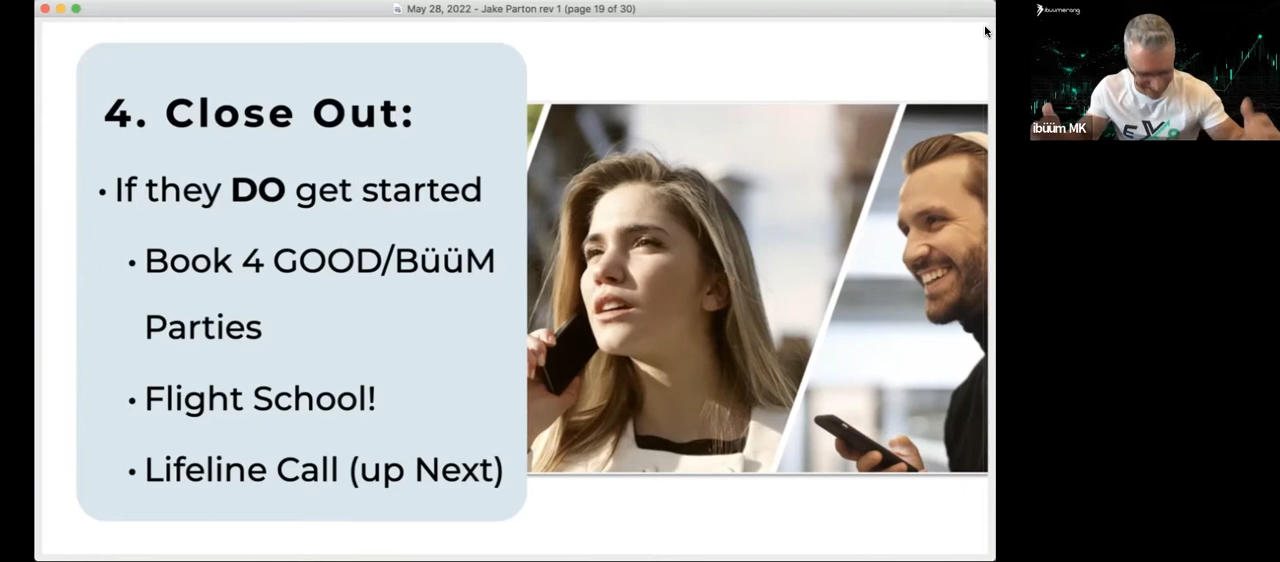 May 28, 2022 - Jake Parton rev 1 (page 19 of 30)
4. Close Out:
• If they DO get started
• Book 4 GOOD/BüüM
Parties
• Flight School!
• Lifeline Call (up Next)
ibuumerang
ibüüm MK